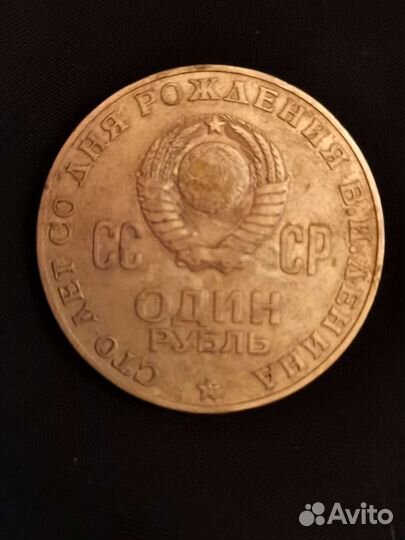 СТО ЛЕТ СО ДНЯ РОЖДЕНИЯ В.И.ЛЕНИНА
СС СР
ОДИН
РУБЛЬ
Avito